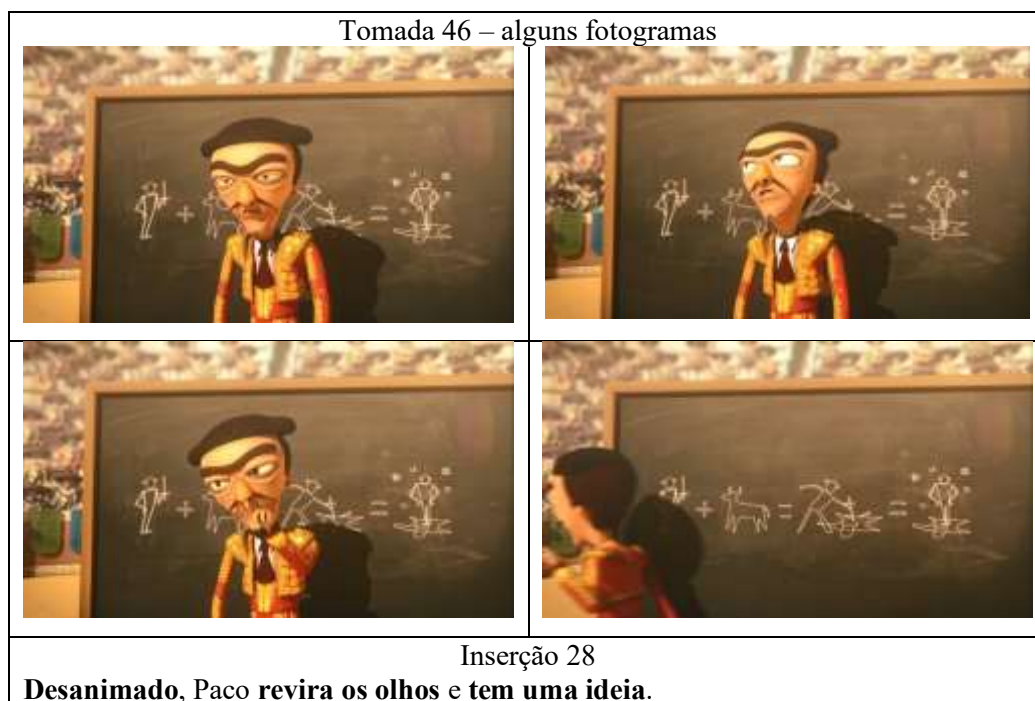 Tomada 46 – alguns fotogramas
Inserção 28
Desanimado, Paco revira os olhos e tem uma ideia.